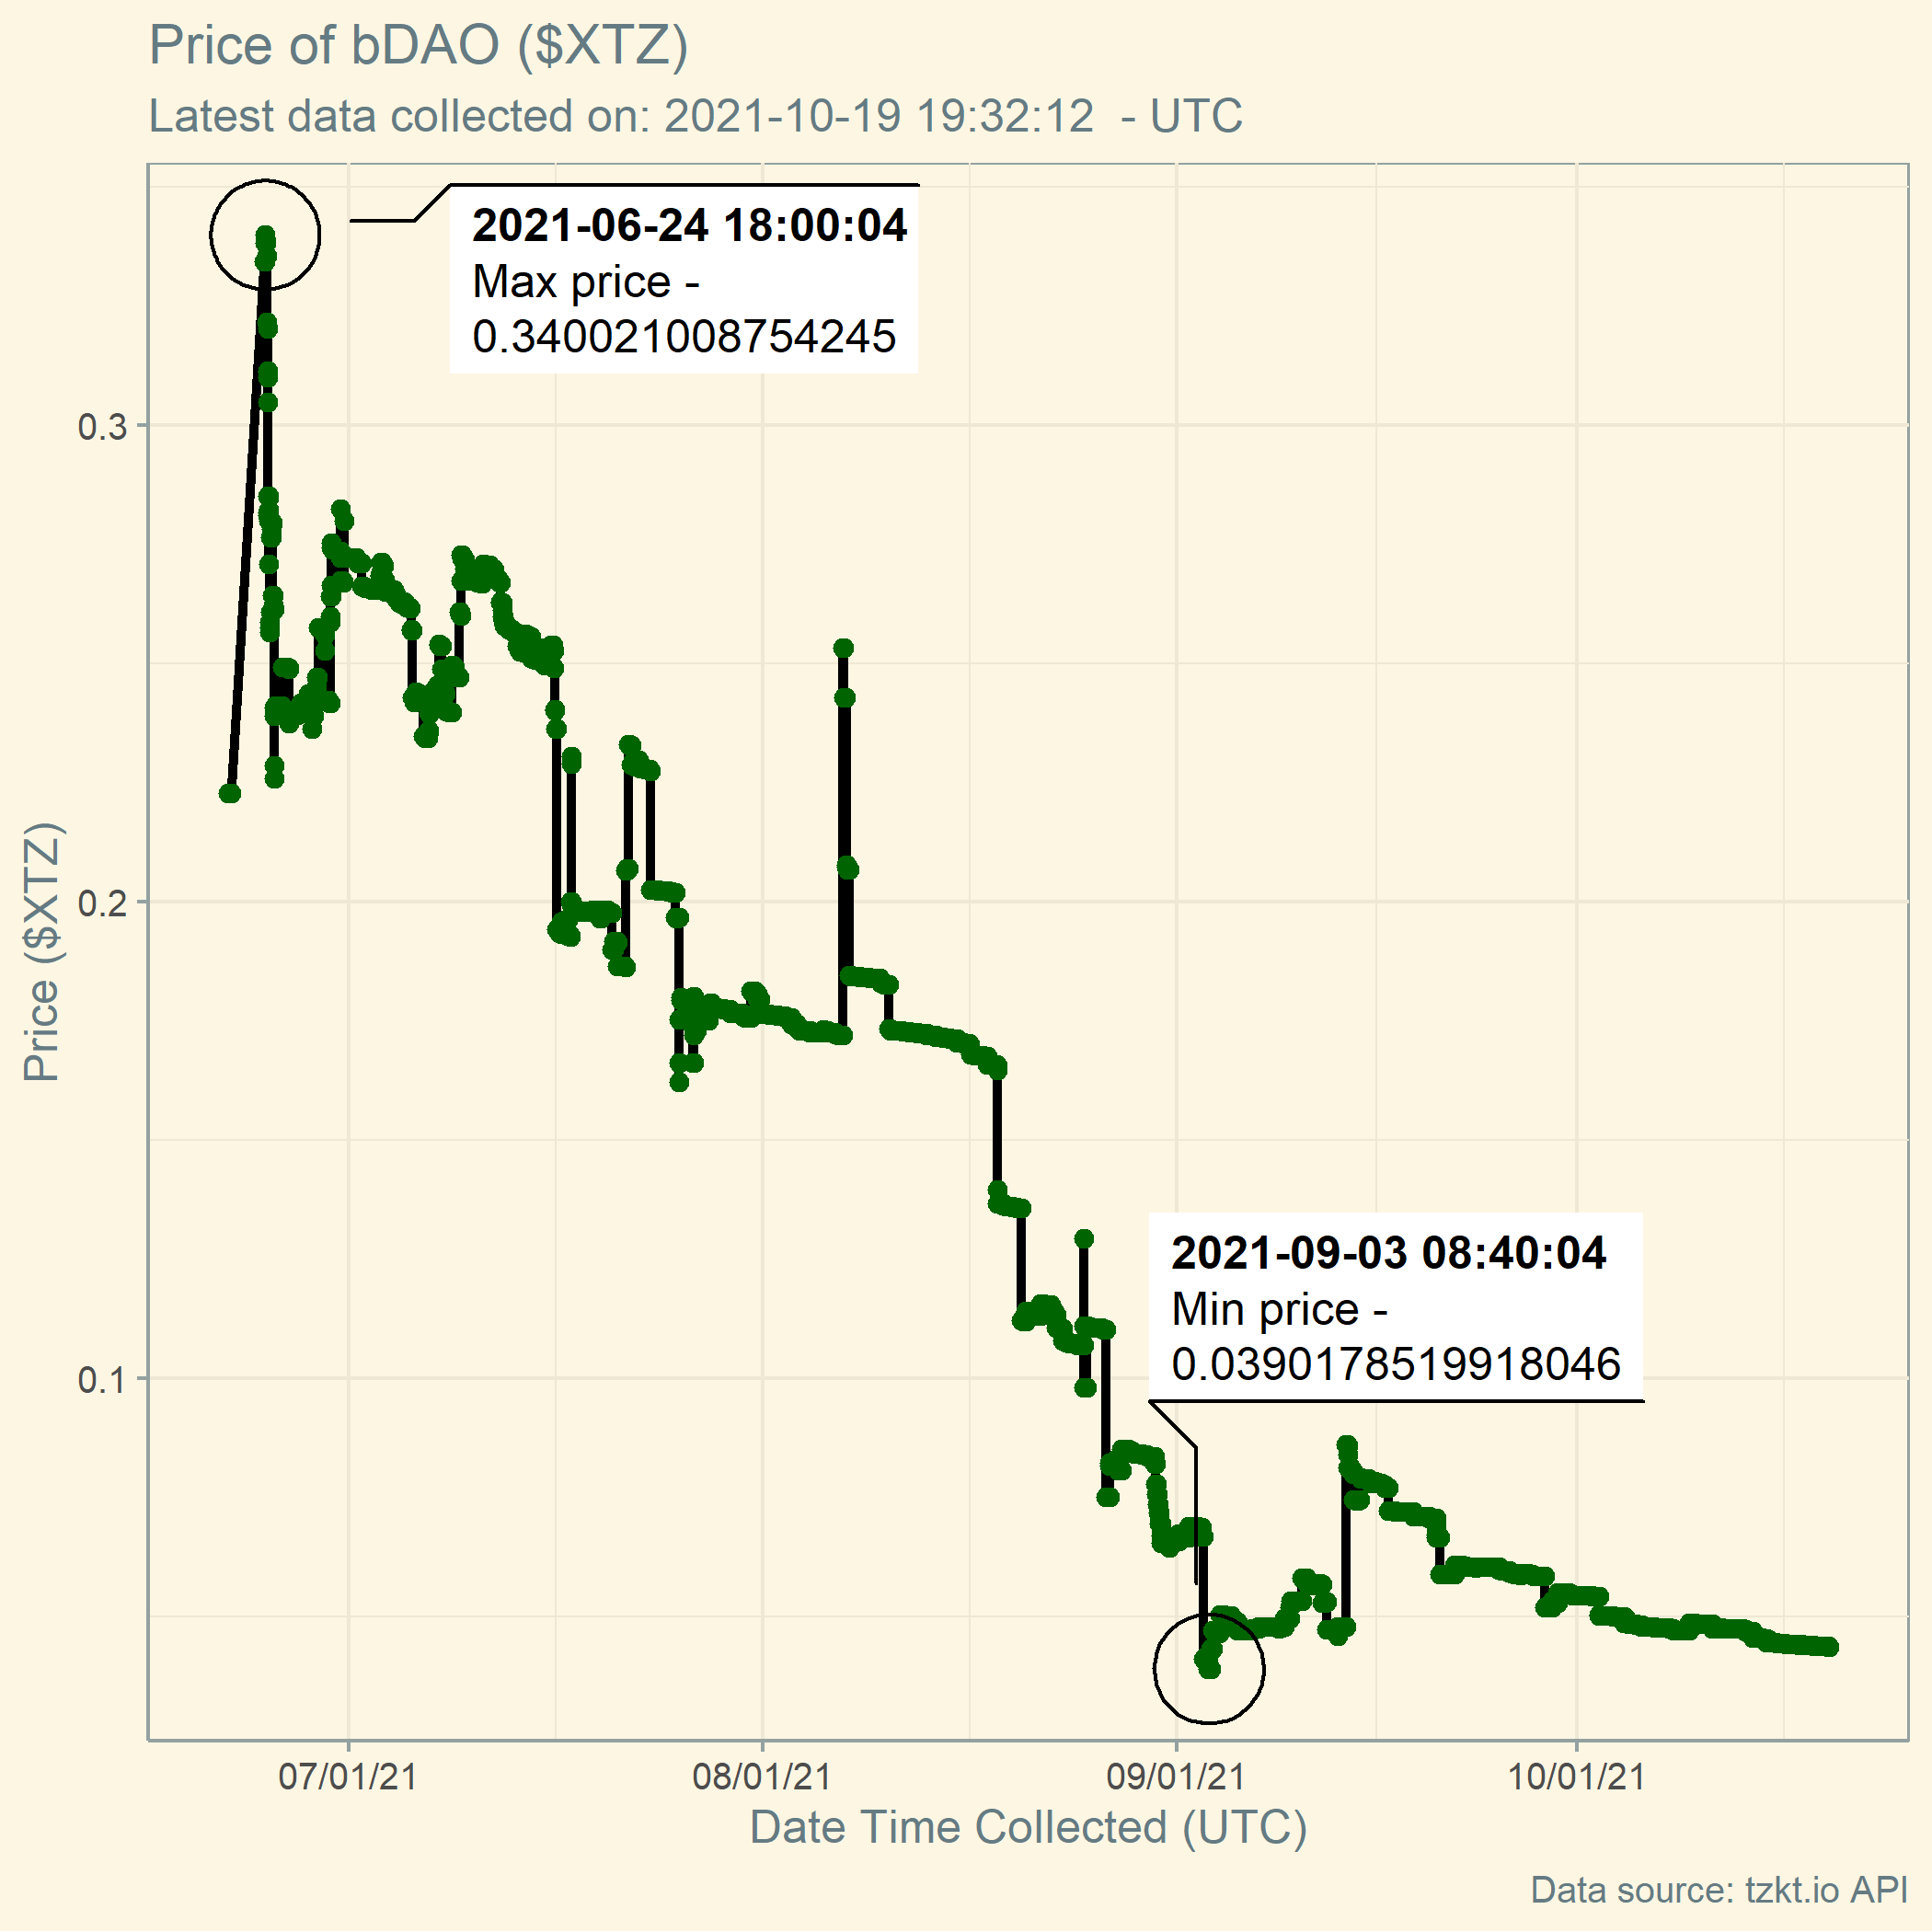 Price of bDAO ($XTZ)
Latest data collected on: 2021-10-19 19:32:12  - UTC
2021-06-24 18:00:04
Max price -
0.340021008754245
0.3
0.2
0.1
Price ($XTZ)
2021-09-03 08:40:04
Min price -
0.0390178519918046
07/01/21
08/01/21
09/01/21
10/01/21
Date Time Collected (UTC)
Data source: tzkt.io API